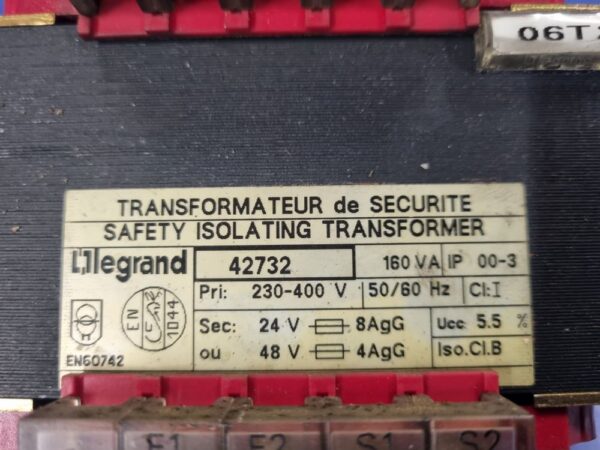 06T
TRANSFORMATEUR de SECURITE
SAFETY ISOLATING TRANSFORMER
legrand 42732 160 VA IP 00-3
Pri: 230-400 V 50/60 Hz Cl:I
EN 1044
Sec: 24 V 8AgG Ucc 5.5 %
EN60742 ou 48 V 4AgG Iso.Cl.B
E1 E2 S1 S2